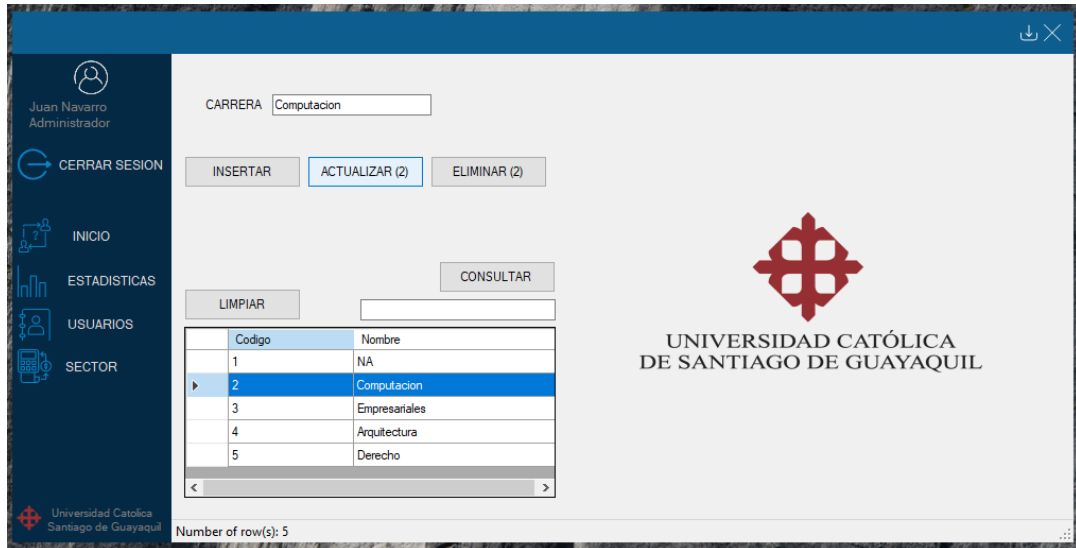 Juan Navarro
Administrador
CERRAR SESION
INICIO
ESTADISTICAS
USUARIOS
SECTOR
Universidad Catolica
Santiago de Guayaquil
CARRERA Computacion
INSERTAR ACTUALIZAR (2) ELIMINAR (2)
CONSULTAR
LIMPIAR
Codigo Nombre
1 NA
2 Computacion
3 Empresariales
4 Arquitectura
5 Derecho
Number of row(s): 5
UNIVERSIDAD CATÓLICA
DE SANTIAGO DE GUAYAQUIL